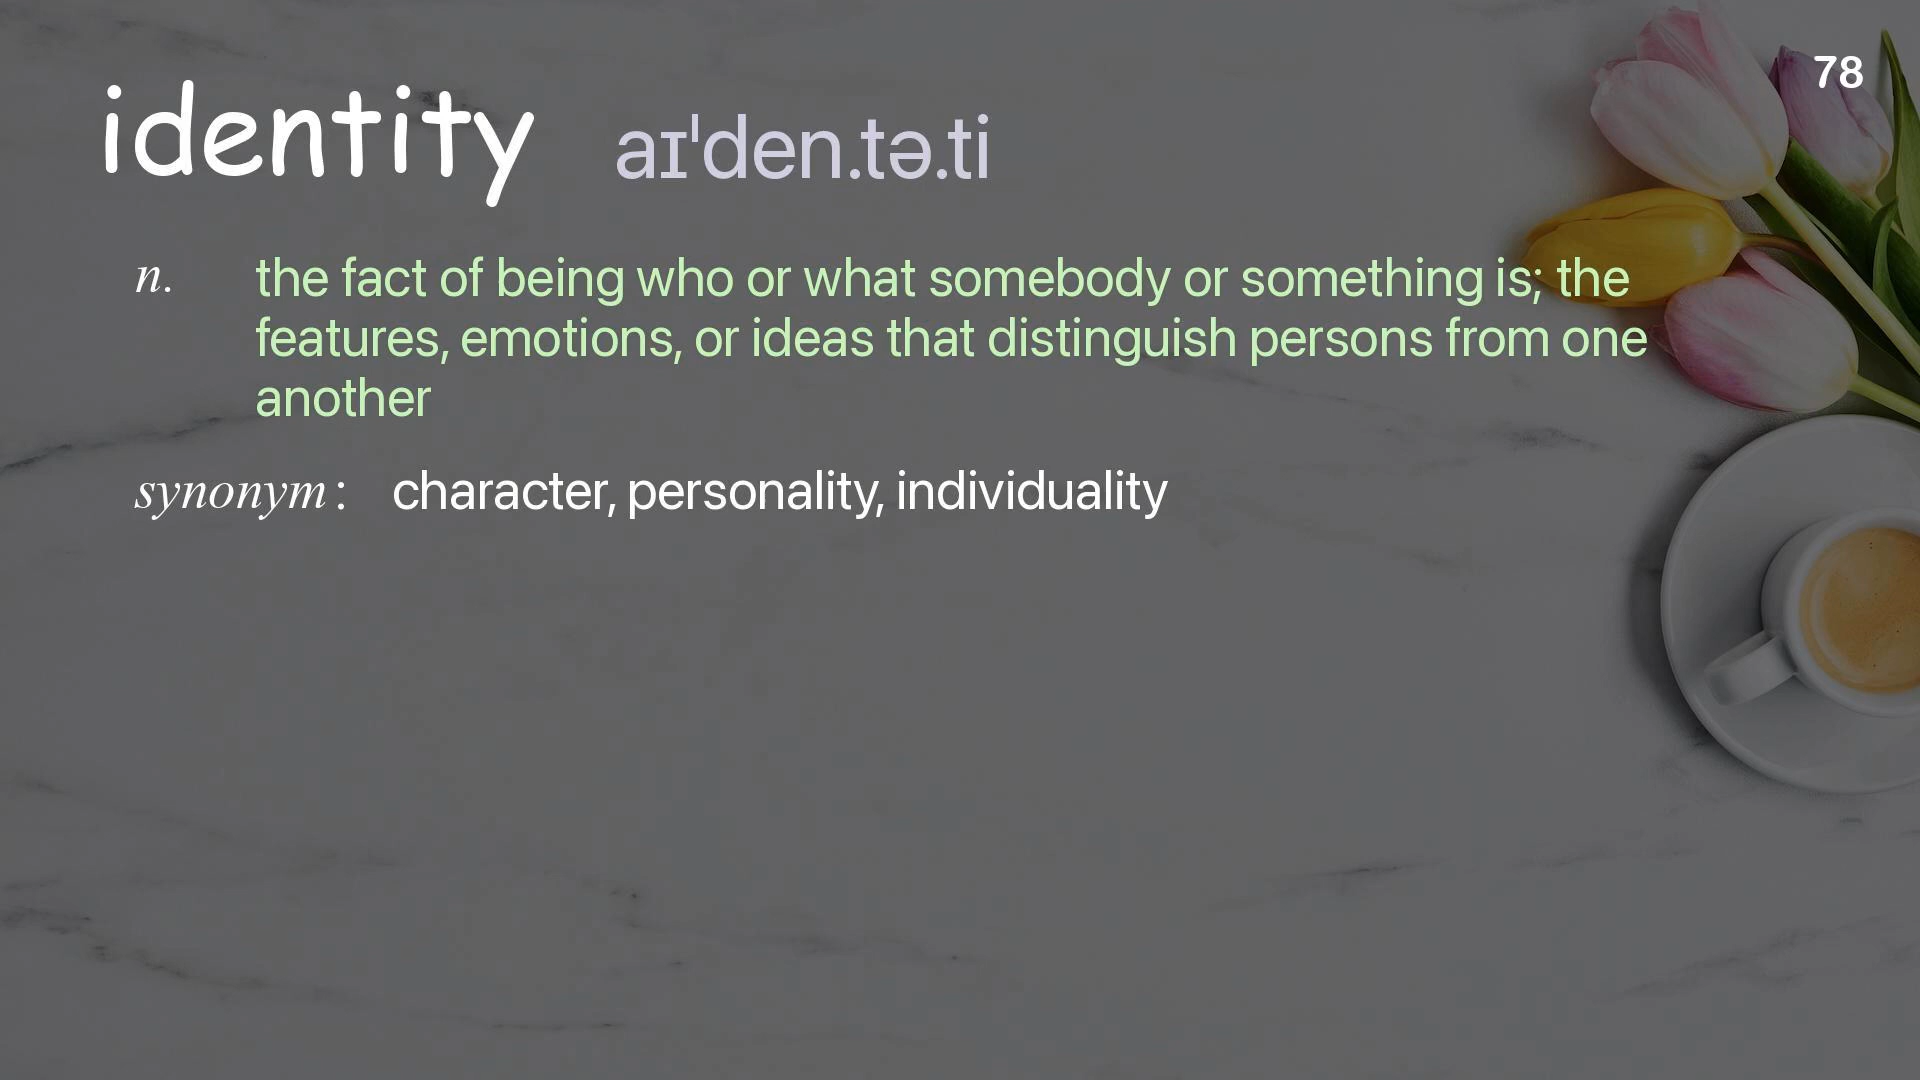 78
identity aɪˈden.tə.ti
n. the fact of being who or what somebody or something is; the
features, emotions, or ideas that distinguish persons from one
another
synonym: character, personality, individuality